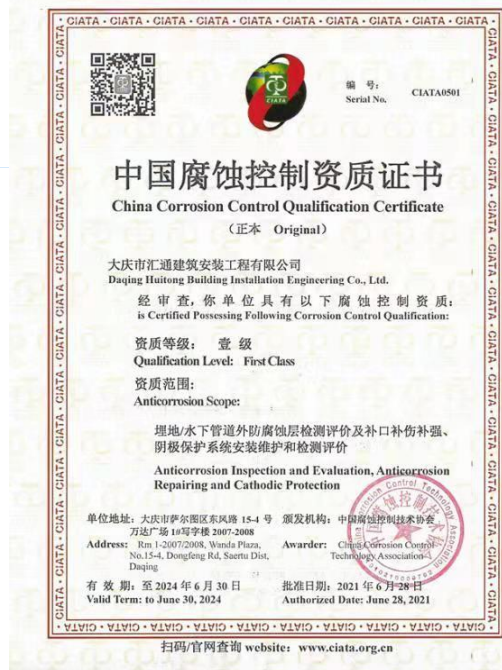 CIATA
编 号:
Serial No.
CIATA0501
中国腐蚀控制资质证书
China Corrosion Control Qualification Certificate
(正本 Original)
大庆市汇通建筑安装工程有限公司
Daqing Huitong Building Installation Engineering Co., Ltd.
经 审 查, 你 单 位 具 有 以 下 腐 蚀 控 制 资 质:
is Certified Possessing Following Corrosion Control Qualification:
资质等级: 壹 级
Qualification Level: First Class
资质范围:
Anticorrosion Scope:
埋地/水下管道外防腐蚀层检测评价及补口补伤补强、
阴极保护系统安装维护和检测评价
Anticorrosion Inspection and Evaluation, Anticorrosion
Repairing and Cathodic Protection
单位地址: 大庆市萨尔图区东风路 15-4 号
万达广场 1#写字楼 2007-2008
Address: Rm 1-2007/2008, Wanda Plaza,
No.15-4, Dongfeng Rd, Saertu Dist,
Daqing
颁发机构: 中国腐蚀控制技术协会
Awarder: China Corrosion Control
Technology Association
有 效 期: 至 2024 年 6 月 30 日
Valid Term: to June 30, 2024
批准日期: 2021 年 6 月 28 日
Authorized Date: June 28, 2021
扫码/官网查询 website: www.ciata.org.cn